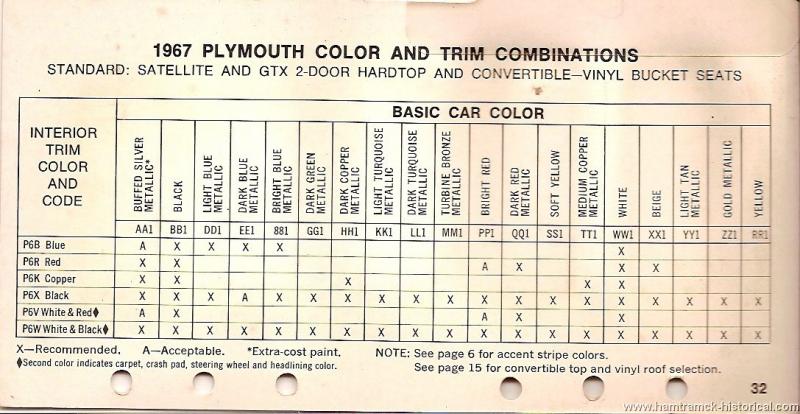 1967 PLYMOUTH COLOR AND TRIM COMBINATIONS
STANDARD: SATELLITE AND GTX 2-DOOR HARDTOP AND CONVERTIBLE—VINYL BUCKET SEATS
INTERIOR TRIM COLOR AND CODE
BASIC CAR COLOR
BUFFED SILVER METALLIC* BLACK LIGHT BLUE METALLIC DARK BLUE METALLIC BRIGHT BLUE METALLIC DARK GREEN METALLIC DARK COPPER METALLIC LIGHT TURQUOISE METALLIC DARK TURQUOISE METALLIC TURBINE BRONZE METALLIC BRIGHT RED DARK RED METALLIC SOFT YELLOW MEDIUM COPPER METALLIC WHITE BEIGE LIGHT TAN METALLIC GOLD METALLIC YELLOW
AA1 BB1 DD1 EE1 881 GG1 HH1 KK1 LL1 MM1 PP1 QQ1 SS1 TT1 WW1 XX1 YY1 ZZ1 RR1
P6B Blue A X X X X X
P6R Red X X A X X X
P6K Copper X X X X X
P6X Black X X X A X X X X X X X X X X X X X X X
P6V White & Red♦ A X A X X
P6W White & Black♦ X X X X X X X X X X X X X X X X X X X
X—Recommended. A—Acceptable. *Extra-cost paint. NOTE: See page 6 for accent stripe colors.
♦Second color indicates carpet, crash pad, steering wheel and headlining color. See page 15 for convertible top and vinyl roof selection.
32
www.hamtramck-historical.com